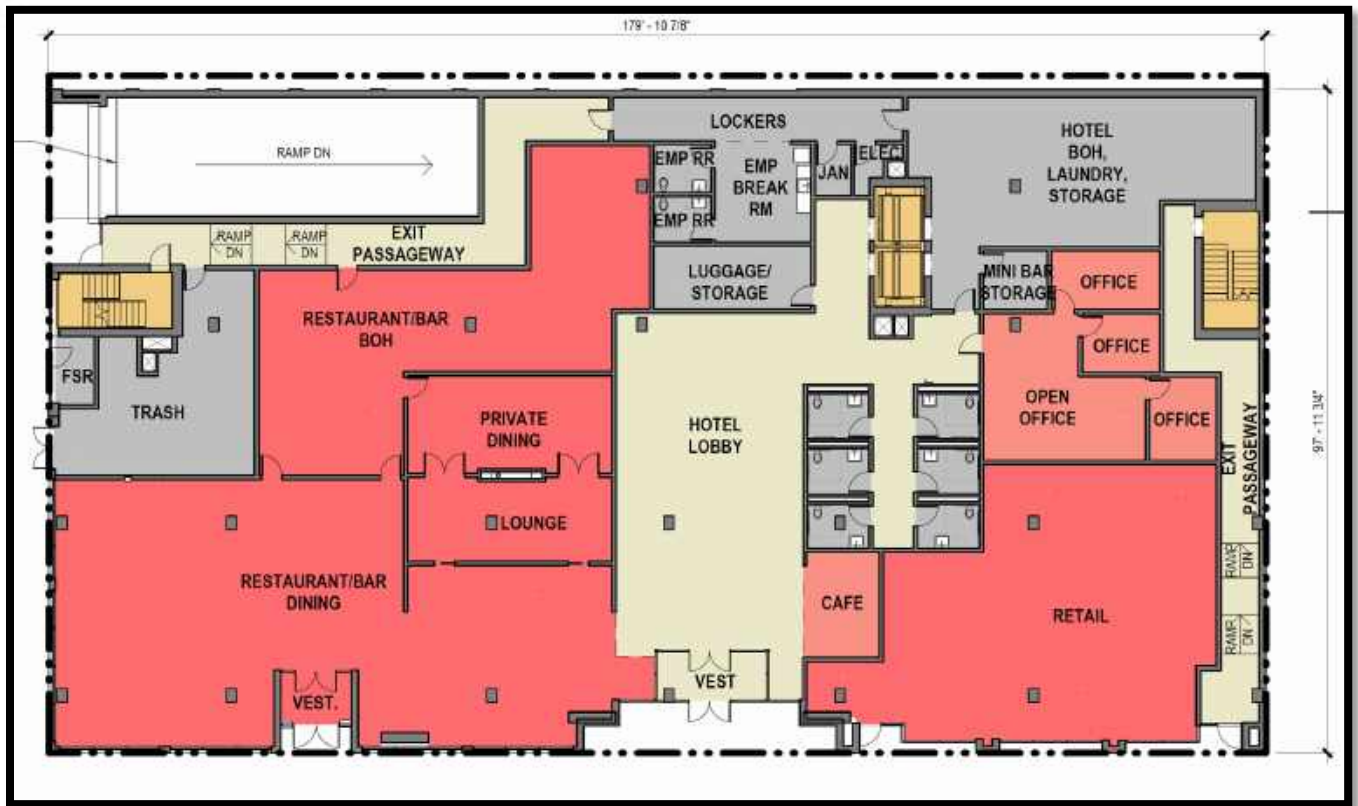 179' - 10 7/8"
RAMP DN
LOCKERS
HOTEL
BOH,
LAUNDRY,
STORAGE
EMP RR
EMP
BREAK
RM
JAN
ELEC
EMP RR
RAMP
DN
RAMP
DN
EXIT
PASSAGEWAY
LUGGAGE/
STORAGE
MINI BAR
STORAGE
OFFICE
RESTAURANT/BAR
BOH
OFFICE
FSR
TRASH
PRIVATE
DINING
HOTEL
LOBBY
OPEN
OFFICE
OFFICE
EXIT
PASSAGEWAY
97' - 11 3/4"
LOUNGE
RESTAURANT/BAR
DINING
CAFE
RETAIL
RAMP
DN
RAMP
DN
VEST.
VEST